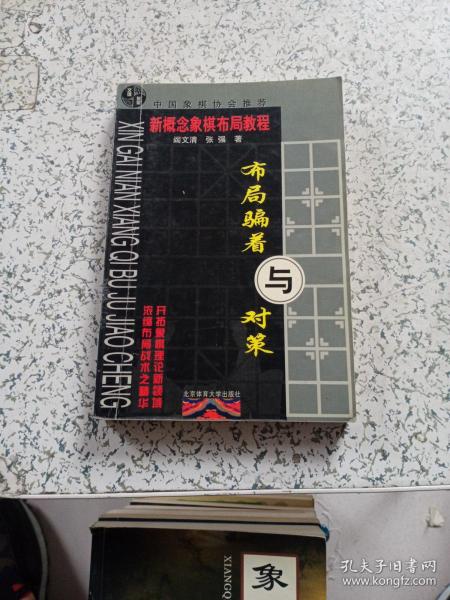 中国象棋协会推荐
新概念象棋布局教程
阎文清 张强 著
XIN GAI NIAN XIANG QI BU JU JIAO CHENG
布局骗着
与
对策
开拓象棋理论新领域
浓缩布局战术之精华
北京体育大学出版社
象
XIANGQ
孔夫子旧书网
www.kongfz.com